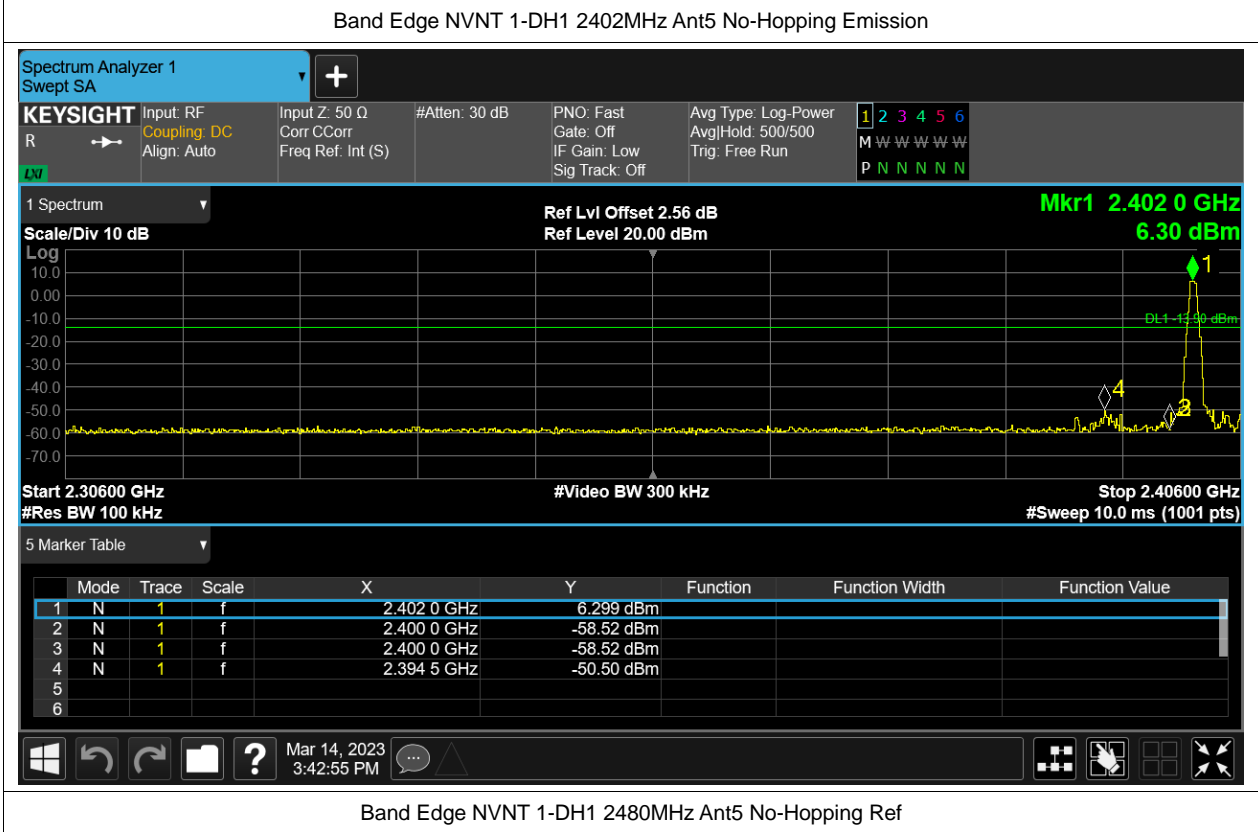 Band Edge NVNT 1-DH1 2402MHz Ant5 No-Hopping Emission
Spectrum Analyzer 1
Swept SA
KEYSIGHT
R
LXI
Input: RF
Coupling: DC
Align: Auto
Input Z: 50 Ω
Corr CCorr
Freq Ref: Int (S)
#Atten: 30 dB
PNO: Fast
Gate: Off
IF Gain: Low
Sig Track: Off
Avg Type: Log-Power
Avg|Hold: 500/500
Trig: Free Run
1 2 3 4 5 6
M W W W W W
P N N N N N
1 Spectrum
Scale/Div 10 dB
Ref Lvl Offset 2.56 dB
Ref Level 20.00 dBm
Mkr1 2.402 0 GHz
6.30 dBm
Log
10.0
0.00
-10.0
-20.0
-30.0
-40.0
-50.0
-60.0
-70.0
1
DL1 -13.90 dBm
4
Start 2.30600 GHz
#Res BW 100 kHz
#Video BW 300 kHz
Stop 2.40600 GHz
#Sweep 10.0 ms (1001 pts)
5 Marker Table
Mode Trace Scale X Y Function Function Width Function Value
1 N 1 f 2.402 0 GHz 6.299 dBm
2 N 1 f 2.400 0 GHz -58.52 dBm
3 N 1 f 2.400 0 GHz -58.52 dBm
4 N 1 f 2.394 5 GHz -50.50 dBm
5
6
?
Mar 14, 2023
3:42:55 PM
Band Edge NVNT 1-DH1 2480MHz Ant5 No-Hopping Ref